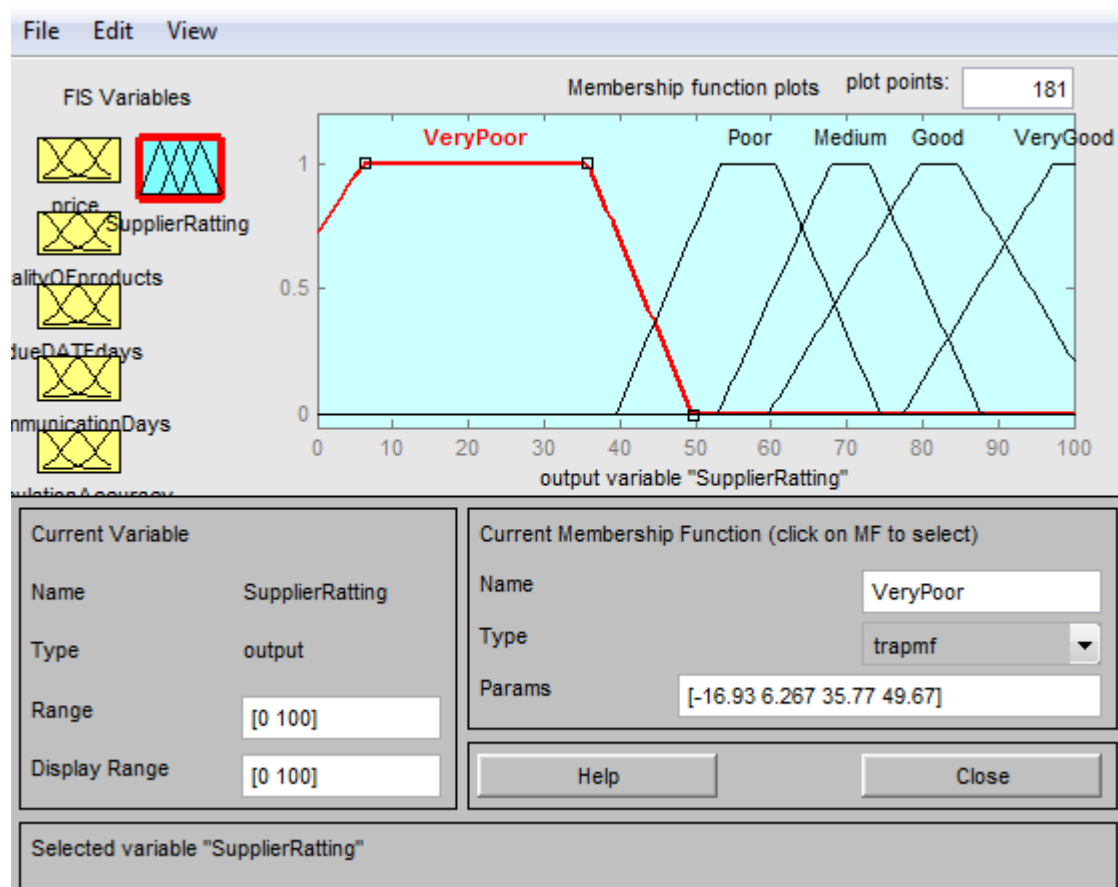 File Edit View
FIS Variables
Membership function plots plot points: 181
VeryPoor Poor Medium Good VeryGood
price
SupplierRatting
alityOFproducts
dueDATEdays
mmunicationDays
1
0.5
0
0 10 20 30 40 50 60 70 80 90 100
output variable "SupplierRatting"
Current Variable
Name SupplierRatting
Type output
Range [0 100]
Display Range [0 100]
Current Membership Function (click on MF to select)
Name VeryPoor
Type trapmf
Params [-16.93 6.267 35.77 49.67]
Help Close
Selected variable "SupplierRatting"